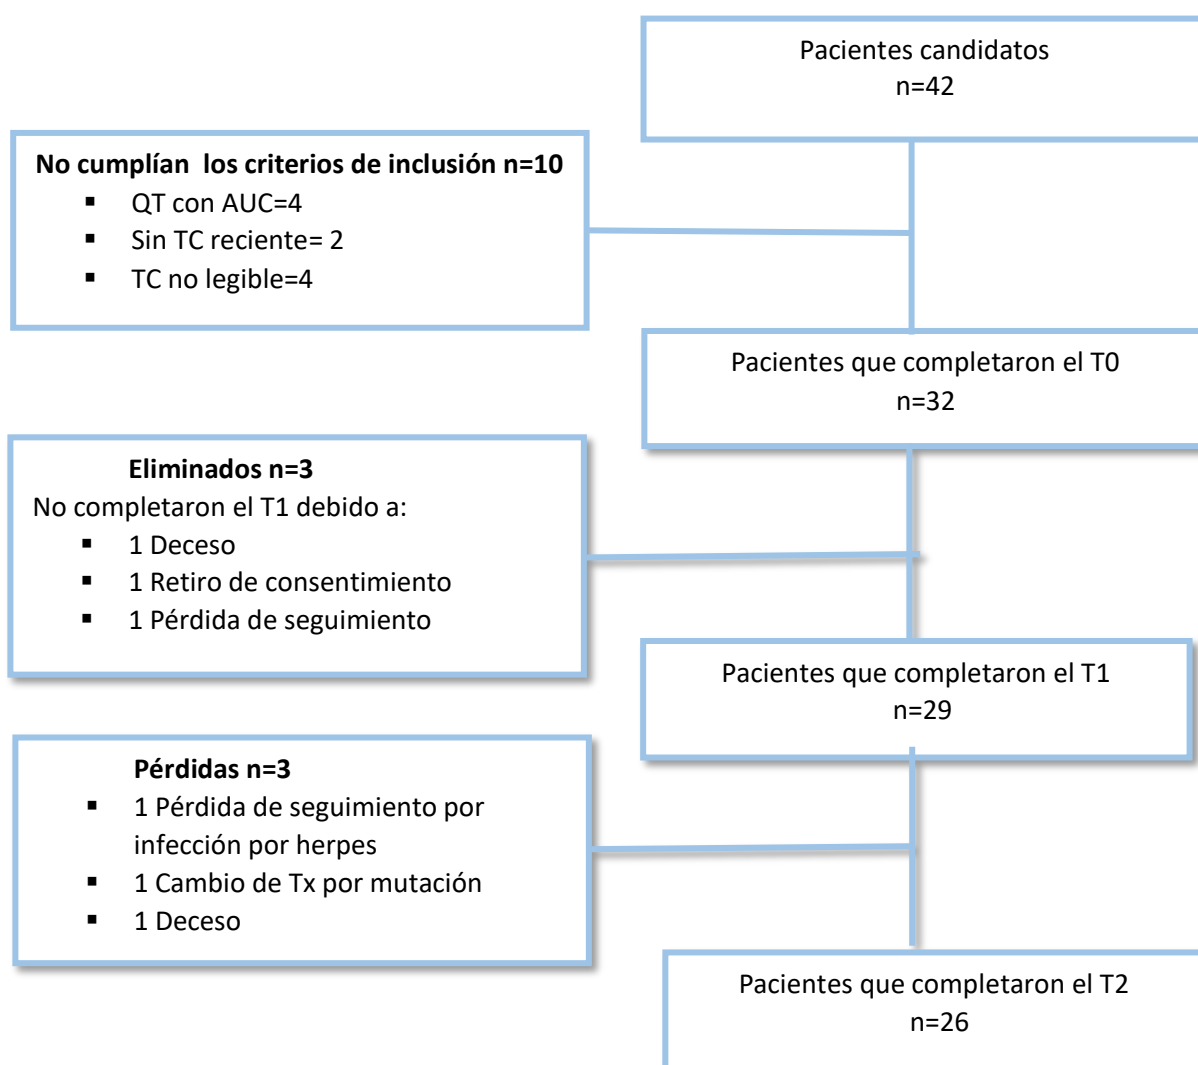 Pacientes candidatos
n=42
No cumplían  los criterios de inclusión n=10
▪ QT con AUC=4
▪ Sin TC reciente= 2
▪ TC no legible=4
Pacientes que completaron el T0
n=32
Eliminados n=3
No completaron el T1 debido a:
▪ 1 Deceso
▪ 1 Retiro de consentimiento
▪ 1 Pérdida de seguimiento
Pacientes que completaron el T1
n=29
Pérdidas n=3
▪ 1 Pérdida de seguimiento por
infección por herpes
▪ 1 Cambio de Tx por mutación
▪ 1 Deceso
Pacientes que completaron el T2
n=26